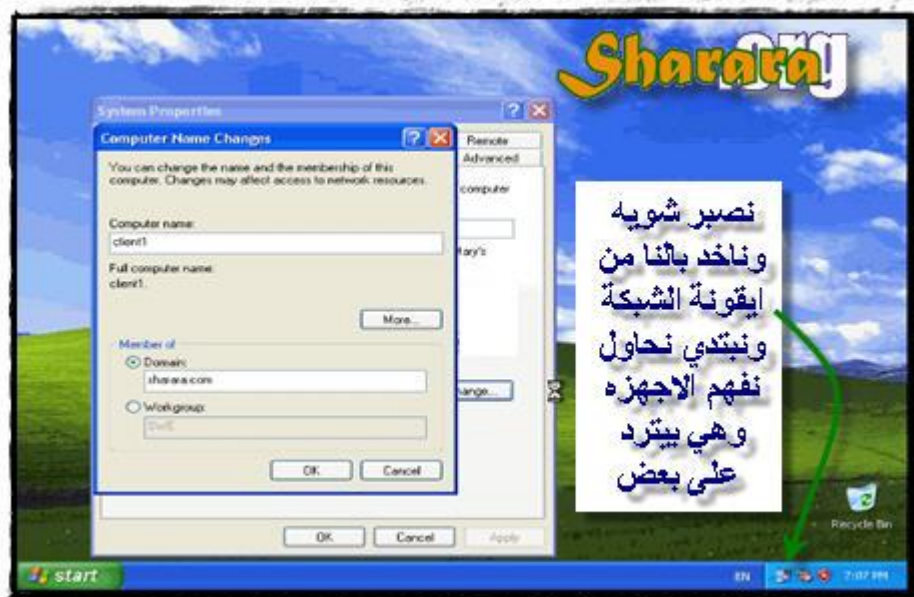 Sharara.org
System Properties
Computer Name Changes
Remote
Advanced
You can change the name and the membership of this
computer. Changes may affect access to network resources.
computer
Computer name:
client1
tary's
Full computer name:
client1.
More...
Member of
Domain:
sharara.com
ange...
Workgroup:
OK
Cancel
OK
Cancel
Apply
نصبر شويه
وناخد بالنا من
ايقونة الشبكة
ونبتدي نحاول
نفهم الاجهزه
وهي بيترد
على بعض
Recycle Bin
start
EN
7:07 PM